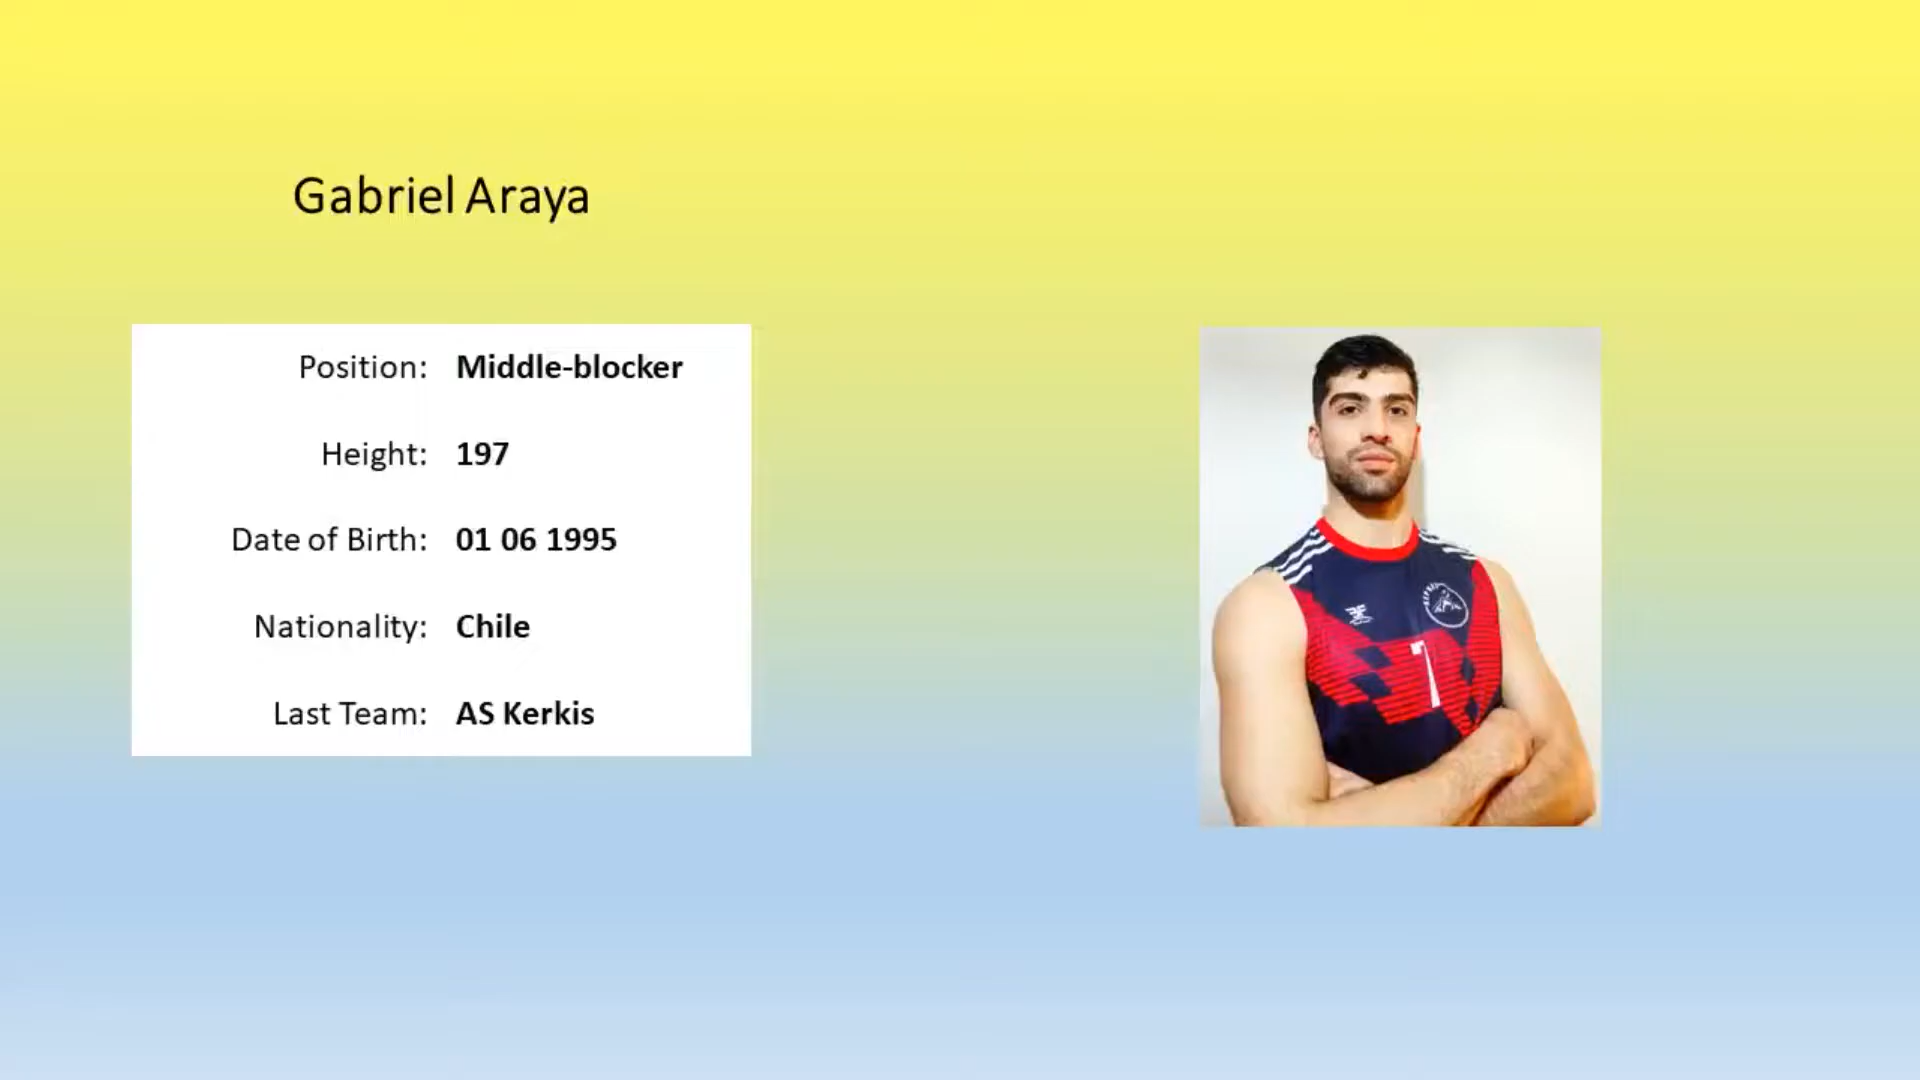 Gabriel Araya
Position: Middle-blocker
Height: 197
Date of Birth: 01 06 1995
Nationality: Chile
Last Team: AS Kerkis
1